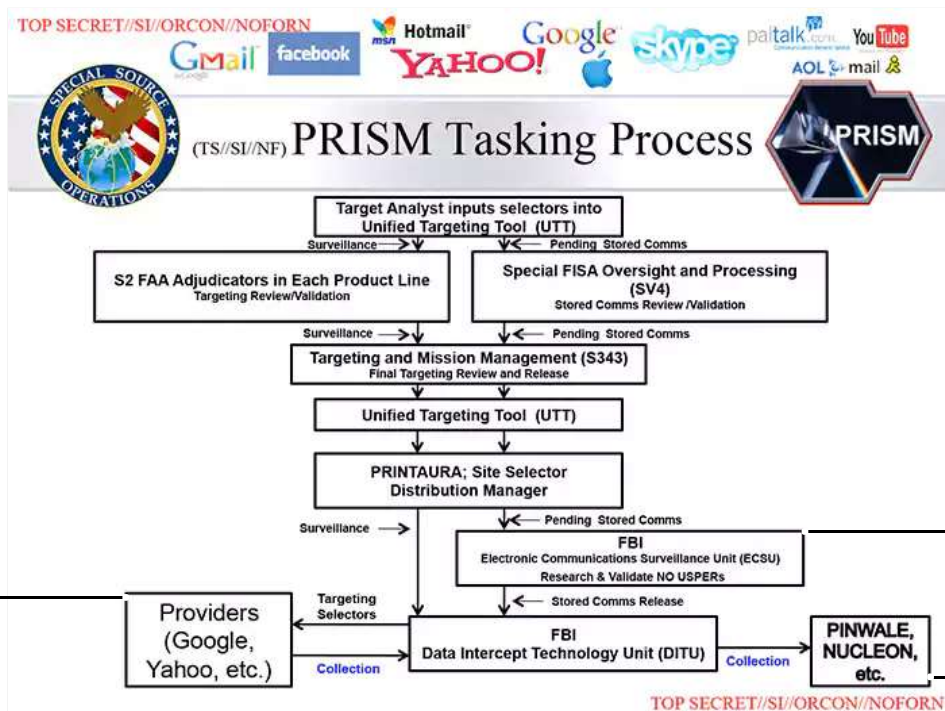 TOP SECRET//SI//ORCON//NOFORN
msn Hotmail
Google
paltalk.com
YouTube
Gmail
facebook
YAHOO!
skype
AOL mail
SPECIAL SOURCE
OPERATIONS
(TS//SI//NF) PRISM Tasking Process
PRISM
Target Analyst inputs selectors into
Unified Targeting Tool (UTT)
Surveillance
Pending Stored Comms
S2 FAA Adjudicators in Each Product Line
Targeting Review/Validation
Special FISA Oversight and Processing
(SV4)
Stored Comms Review /Validation
Surveillance
Pending Stored Comms
Targeting and Mission Management (S343)
Final Targeting Review and Release
Unified Targeting Tool (UTT)
PRINTAURA; Site Selector
Distribution Manager
Surveillance
Pending Stored Comms
FBI
Electronic Communications Surveillance Unit (ECSU)
Research & Validate NO USPERs
Stored Comms Release
Providers
(Google,
Yahoo, etc.)
Targeting
Selectors
Collection
FBI
Data Intercept Technology Unit (DITU)
Collection
PINWALE,
NUCLEON,
etc.
TOP SECRET//SI//ORCON//NOFORN